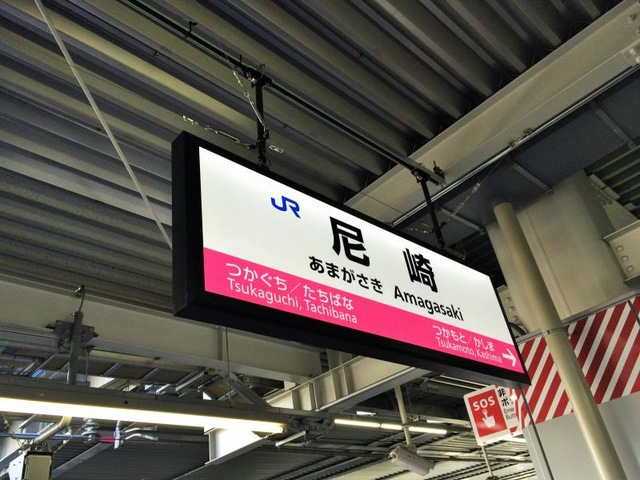 JR
尼崎
あまがさき Amagasaki
つかぐち／たちばな
Tsukaguchi, Tachibana
つかもと／かしま
Tsukamoto, Kashima →
SOS